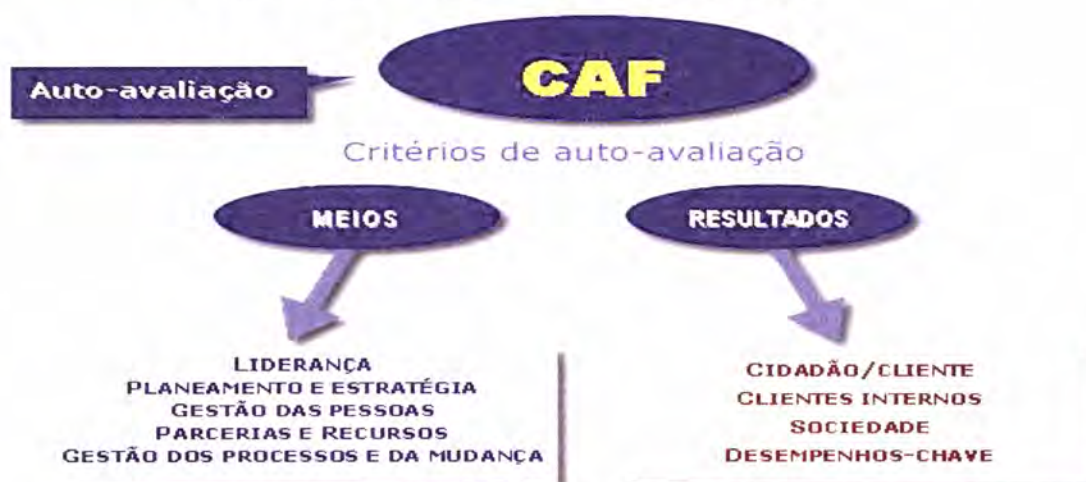 CAF
Auto-avaliação
Critérios de auto-avaliação
MEIOS
RESULTADOS
LIDERANÇA
PLANEAMENTO E ESTRATÉGIA
GESTÃO DAS PESSOAS
PARCERIAS E RECURSOS
GESTÃO DOS PROCESSOS E DA MUDANÇA
CIDADÃO/CLIENTE
CLIENTES INTERNOS
SOCIEDADE
DESEMPENHOS-CHAVE